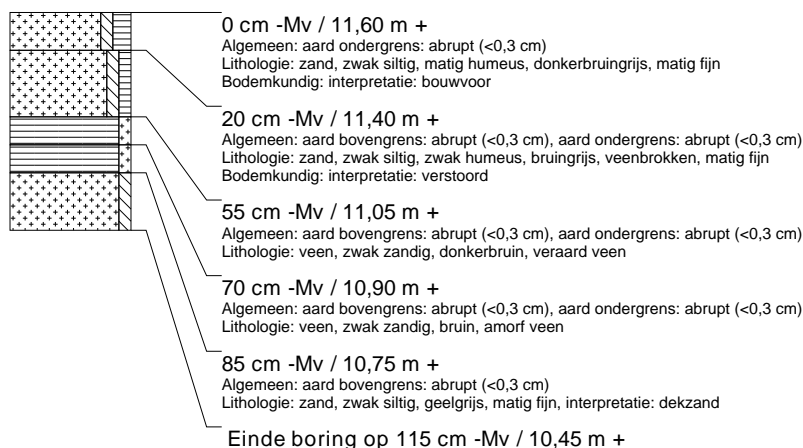 0 cm -Mv / 11,60 m +
Algemeen: aard ondergrens: abrupt (<0,3 cm)
Lithologie: zand, zwak siltig, matig humeus, donkerbruingrijs, matig fijn
Bodemkundig: interpretatie: bouwvoor
20 cm -Mv / 11,40 m +
Algemeen: aard bovengrens: abrupt (<0,3 cm), aard ondergrens: abrupt (<0,3 cm)
Lithologie: zand, zwak siltig, zwak humeus, bruingrijs, veenbrokken, matig fijn
Bodemkundig: interpretatie: verstoord
55 cm -Mv / 11,05 m +
Algemeen: aard bovengrens: abrupt (<0,3 cm), aard ondergrens: abrupt (<0,3 cm)
Lithologie: veen, zwak zandig, donkerbruin, veraard veen
70 cm -Mv / 10,90 m +
Algemeen: aard bovengrens: abrupt (<0,3 cm), aard ondergrens: abrupt (<0,3 cm)
Lithologie: veen, zwak zandig, bruin, amorf veen
85 cm -Mv / 10,75 m +
Algemeen: aard bovengrens: abrupt (<0,3 cm)
Lithologie: zand, zwak siltig, geelgrijs, matig fijn, interpretatie: dekzand
Einde boring op 115 cm -Mv / 10,45 m +